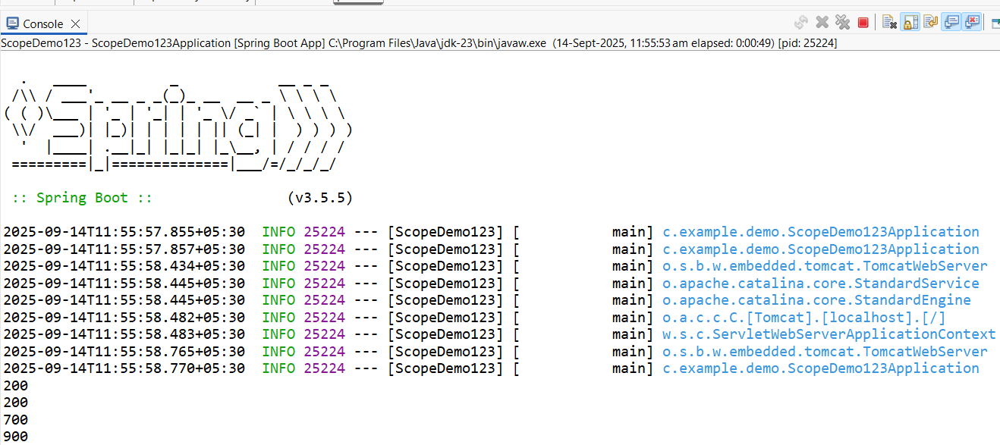 Console
ScopeDemo123 - ScopeDemo123Application [Spring Boot App] C:\Program Files\Java\jdk-23\bin\javaw.exe (14-Sept-2025, 11:55:53 am elapsed: 0:00:49) [pid: 25224]
  .   ____          _            __ _ _
 /\\ / ___'_ __ _ _(_)_ __  __ _ \ \ \ \
( ( )\___ | '_ | '_| | '_ \/ _` | \ \ \ \
 \\/  ___)| |_)| | | | | || (_| |  ) ) ) )
  '  |____| .__|_| |_|_| |_\__, | / / / /
 =========|_|==============|___/=/_/_/_/
 :: Spring Boot ::                (v3.5.5)
2025-09-14T11:55:57.855+05:30  INFO 25224 --- [ScopeDemo123] [           main] c.example.demo.ScopeDemo123Application
2025-09-14T11:55:57.857+05:30  INFO 25224 --- [ScopeDemo123] [           main] c.example.demo.ScopeDemo123Application
2025-09-14T11:55:58.434+05:30  INFO 25224 --- [ScopeDemo123] [           main] o.s.b.w.embedded.tomcat.TomcatWebServer
2025-09-14T11:55:58.445+05:30  INFO 25224 --- [ScopeDemo123] [           main] o.apache.catalina.core.StandardService
2025-09-14T11:55:58.445+05:30  INFO 25224 --- [ScopeDemo123] [           main] o.apache.catalina.core.StandardEngine
2025-09-14T11:55:58.482+05:30  INFO 25224 --- [ScopeDemo123] [           main] o.a.c.c.C.[Tomcat].[localhost].[/]
2025-09-14T11:55:58.483+05:30  INFO 25224 --- [ScopeDemo123] [           main] w.s.c.ServletWebServerApplicationContext
2025-09-14T11:55:58.765+05:30  INFO 25224 --- [ScopeDemo123] [           main] o.s.b.w.embedded.tomcat.TomcatWebServer
2025-09-14T11:55:58.770+05:30  INFO 25224 --- [ScopeDemo123] [           main] c.example.demo.ScopeDemo123Application
200
200
700
900